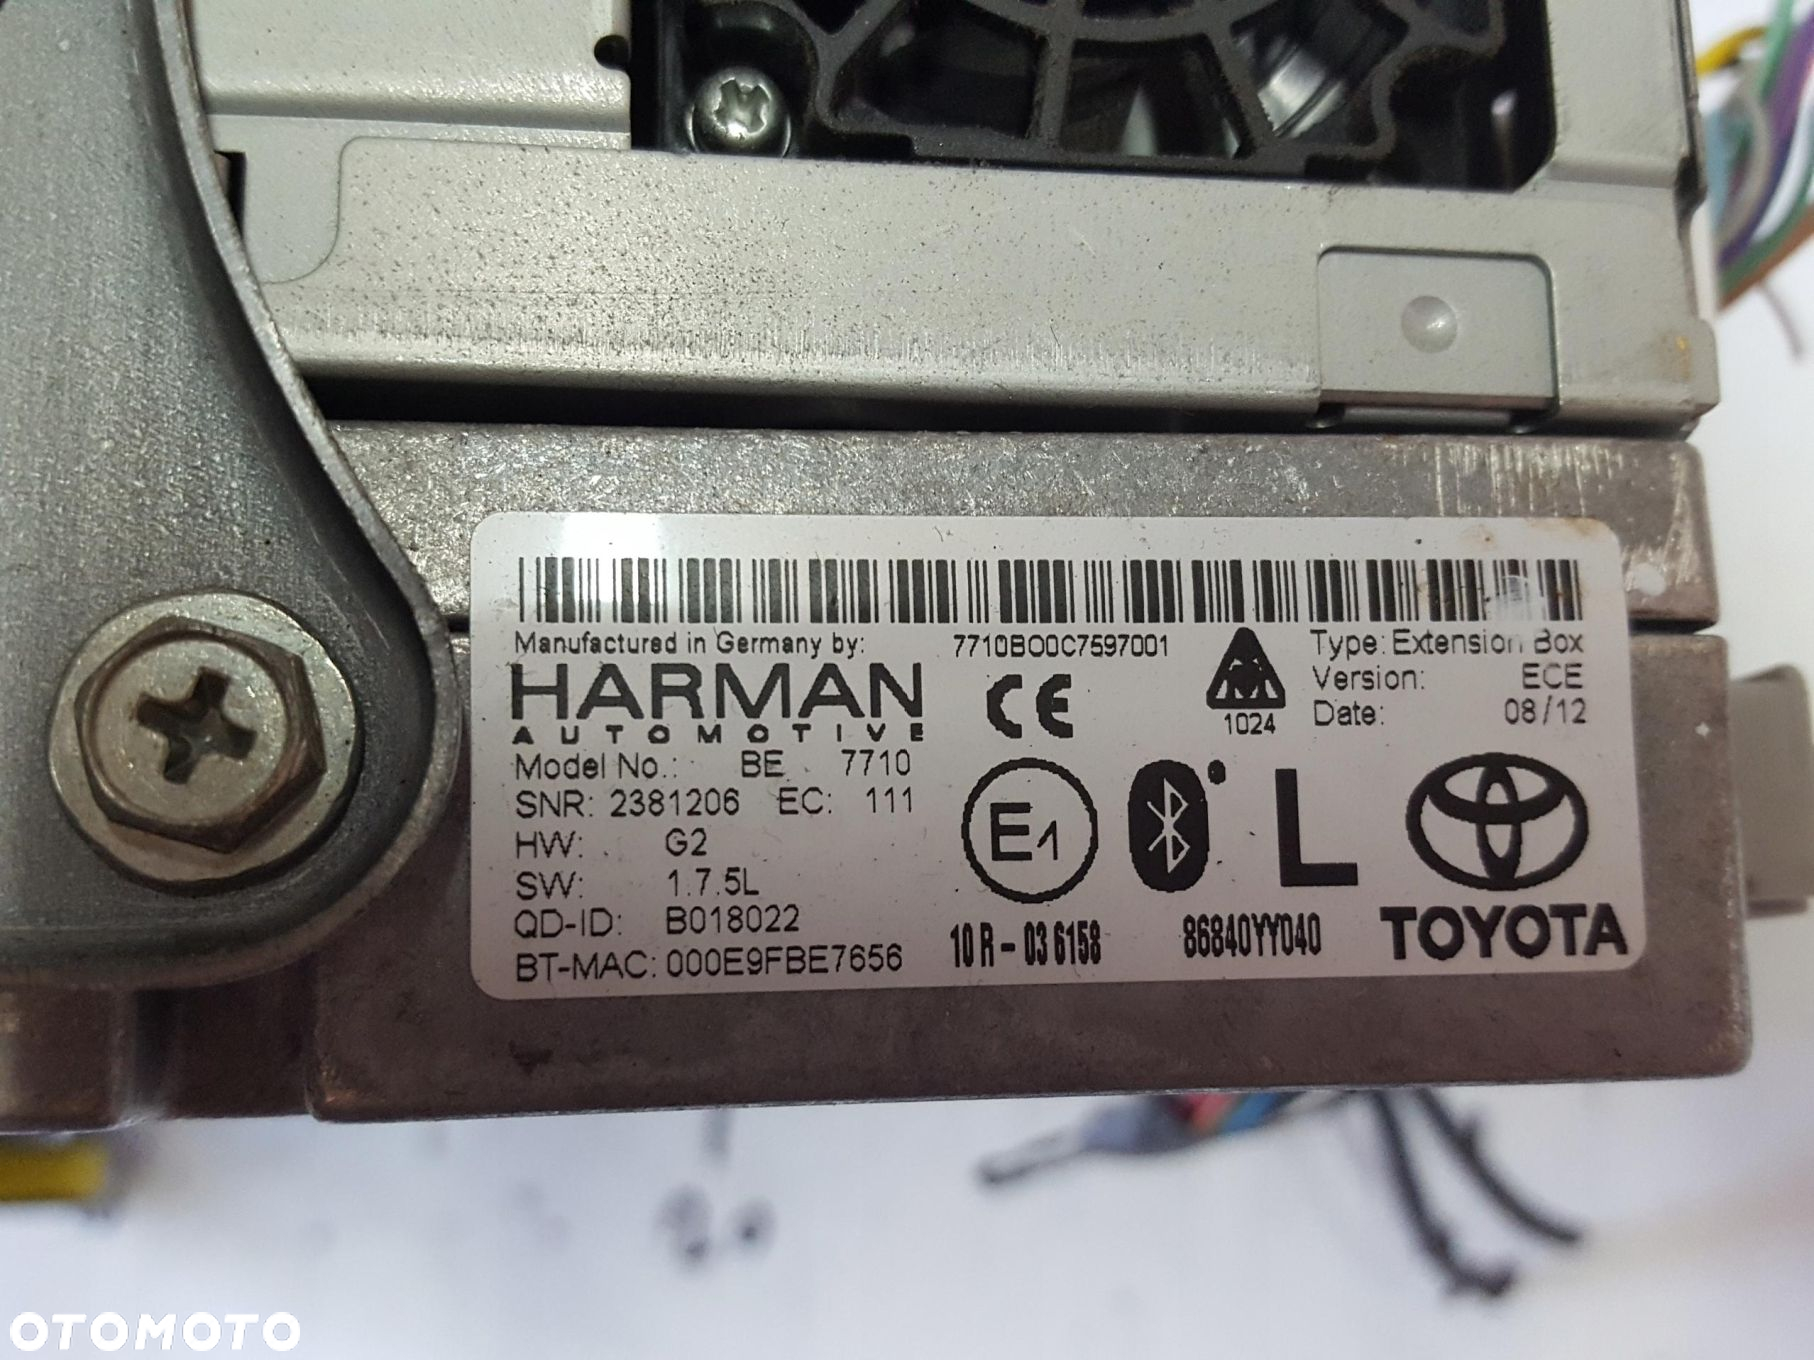 Manufactured in Germany by:
HARMAN
AUTOMOTIVE
Model No.: BE 7710
SNR: 2381206 EC: 111
HW: G2
SW: 1.7.5L
QD-ID: B018022
BT-MAC: 000E9FBE7656
7710BO0C7597001
CE
1024
Type: Extension Box
Version: ECE
Date: 08/12
E1
L
10 R - 03 6158
86840YY040
TOYOTA
OTOMOTO